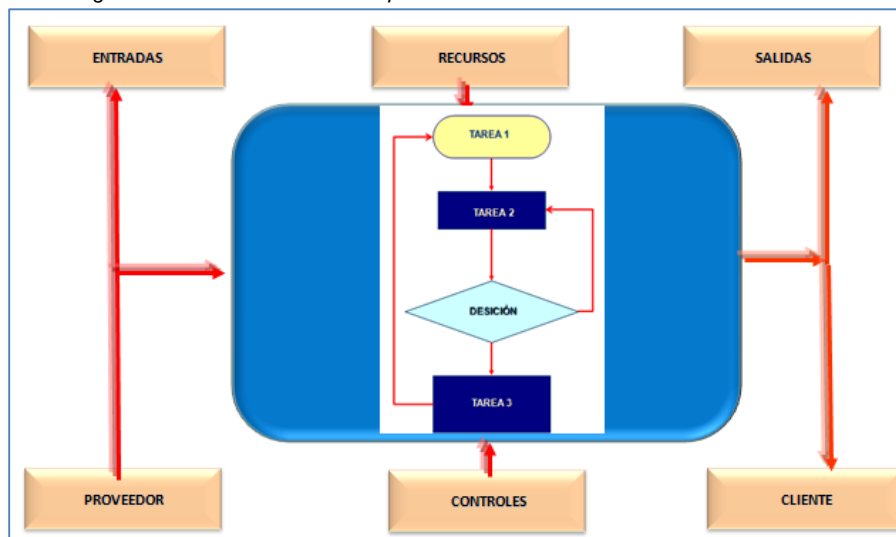 ENTRADAS
RECURSOS
SALIDAS
TAREA 1
TAREA 2
DESICIÓN
TAREA 3
PROVEEDOR
CONTROLES
CLIENTE